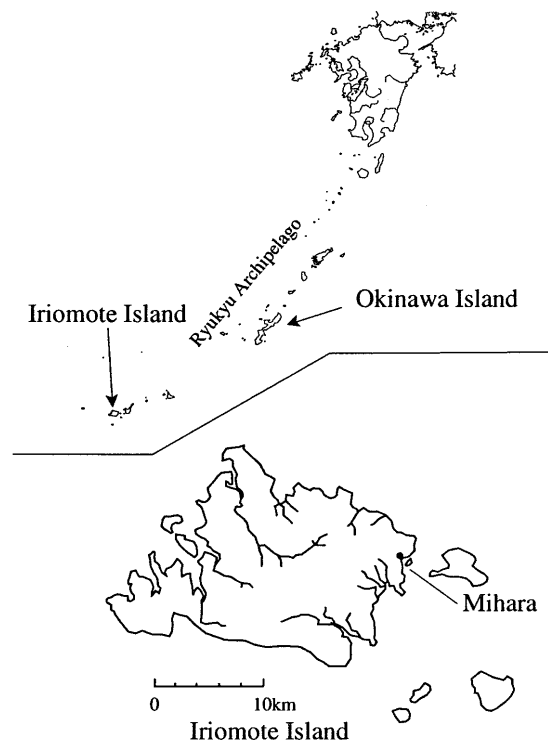 Ryukyu Archipelago
Okinawa Island
Iriomote Island
Mihara
0 10km
Iriomote Island